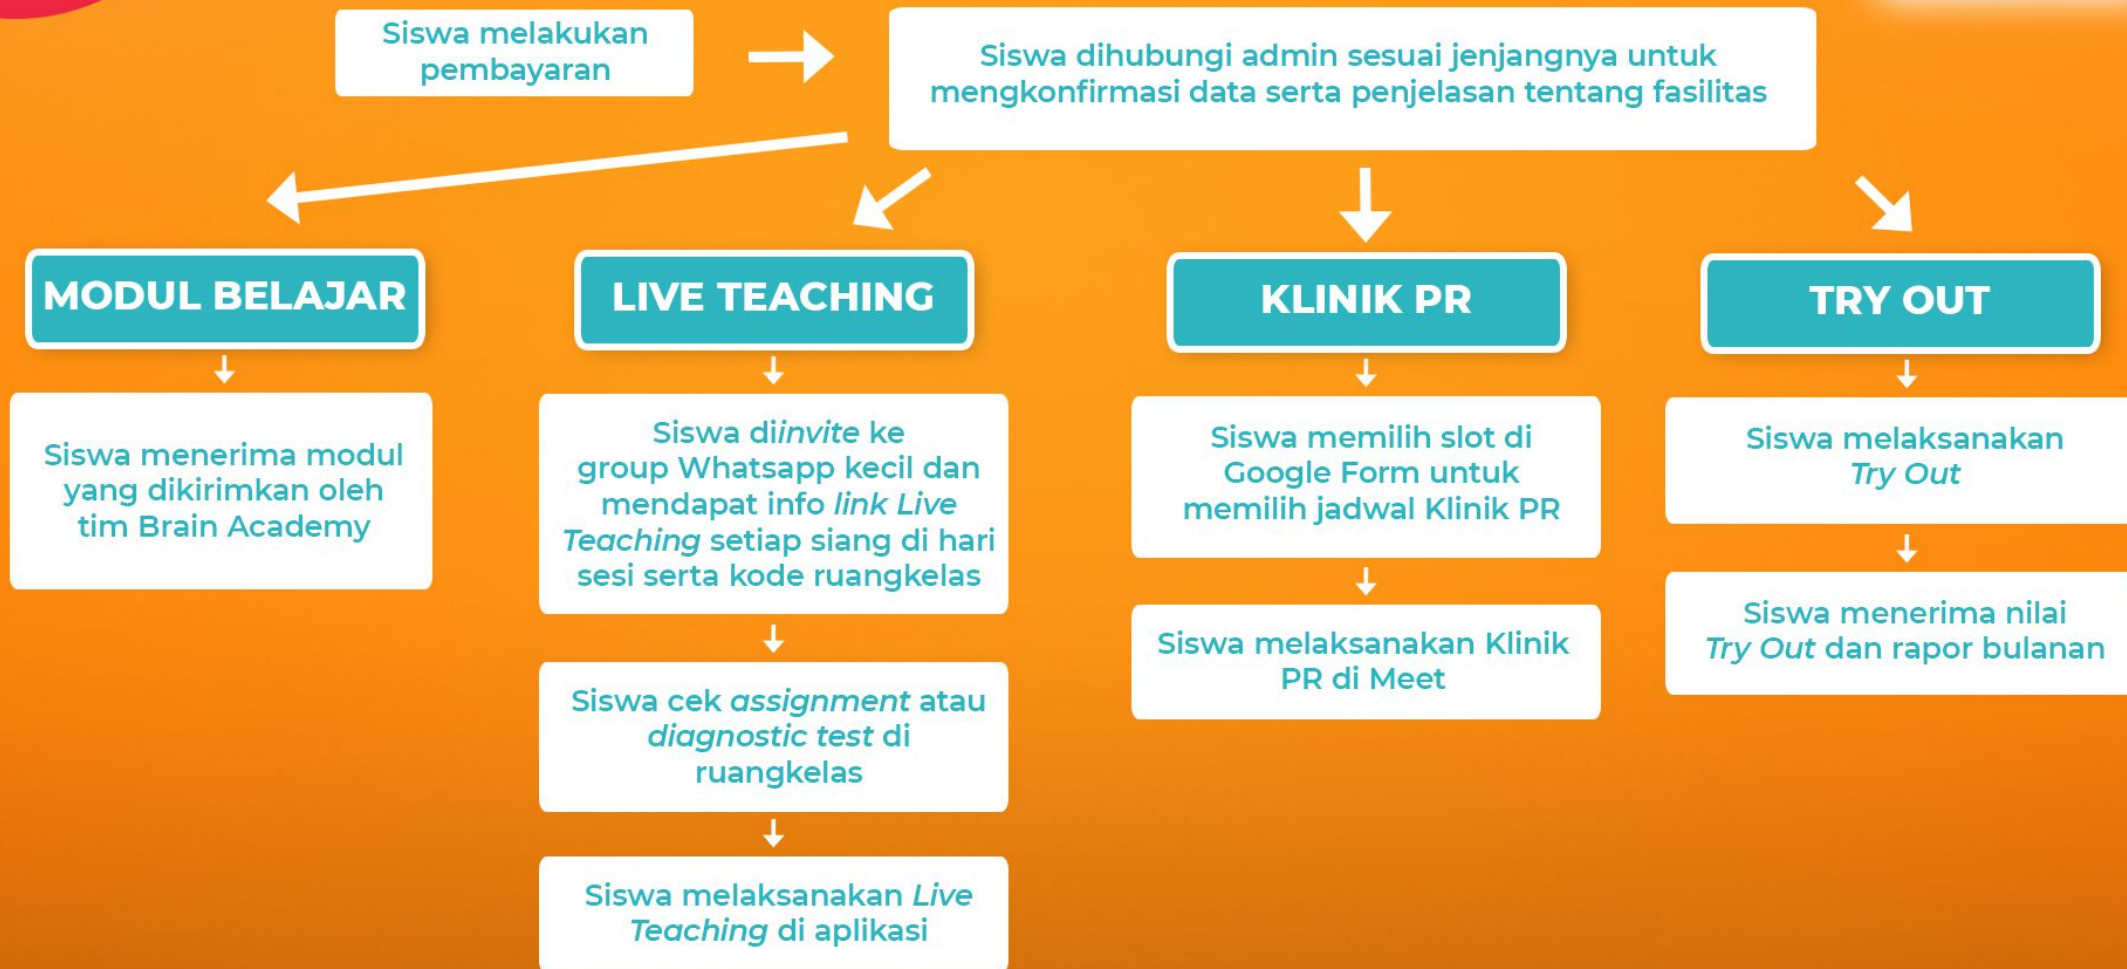 Siswa melakukan
pembayaran
Siswa dihubungi admin sesuai jenjangnya untuk
mengkonfirmasi data serta penjelasan tentang fasilitas
MODUL BELAJAR
Siswa menerima modul
yang dikirimkan oleh
tim Brain Academy
LIVE TEACHING
Siswa diinvite ke
group Whatsapp kecil dan
mendapat info link Live
Teaching setiap siang di hari
sesi serta kode ruangkelas
Siswa cek assignment atau
diagnostic test di
ruangkelas
Siswa melaksanakan Live
Teaching di aplikasi
KLINIK PR
Siswa memilih slot di
Google Form untuk
memilih jadwal Klinik PR
Siswa melaksanakan Klinik
PR di Meet
TRY OUT
Siswa melaksanakan
Try Out
Siswa menerima nilai
Try Out dan rapor bulanan